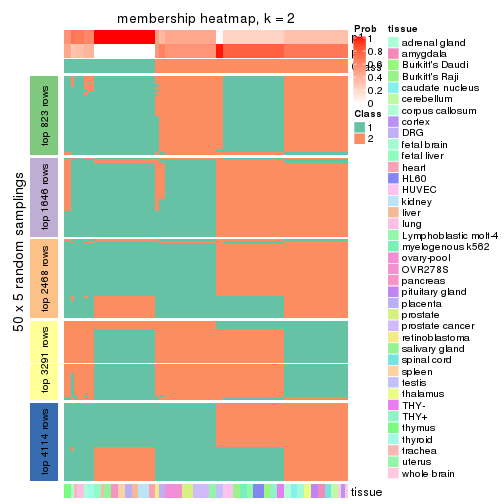 membership heatmap, k = 2
50 x 5 random samplings
top 823 rows
top 1646 rows
top 2468 rows
top 3291 rows
top 4114 rows
p1
tissue
Prob
1
0.8
0.6
0.4
0.2
0
Class
1
2
tissue
adrenal gland
amygdala
Burkitt's Daudi
Burkitt's Raji
caudate nucleus
cerebellum
corpus callosum
cortex
DRG
fetal brain
fetal liver
heart
HL60
HUVEC
kidney
liver
lung
Lymphoblastic molt-4
myelogenous k562
ovary-pool
OVR278S
pancreas
pituitary gland
placenta
prostate
prostate cancer
retinoblastoma
salivary gland
spinal cord
spleen
testis
thalamus
THY-
THY+
thymus
thyroid
trachea
uterus
whole brain